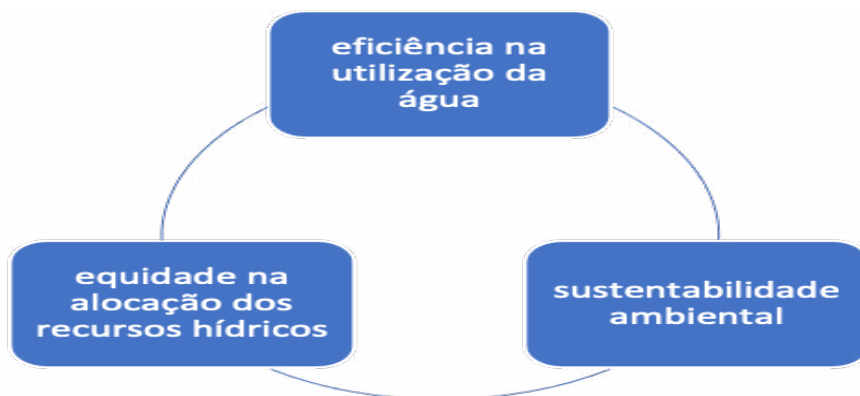 eficiência na
utilização da
água
equidade na
alocação dos
recursos hídricos
sustentabilidade
ambiental